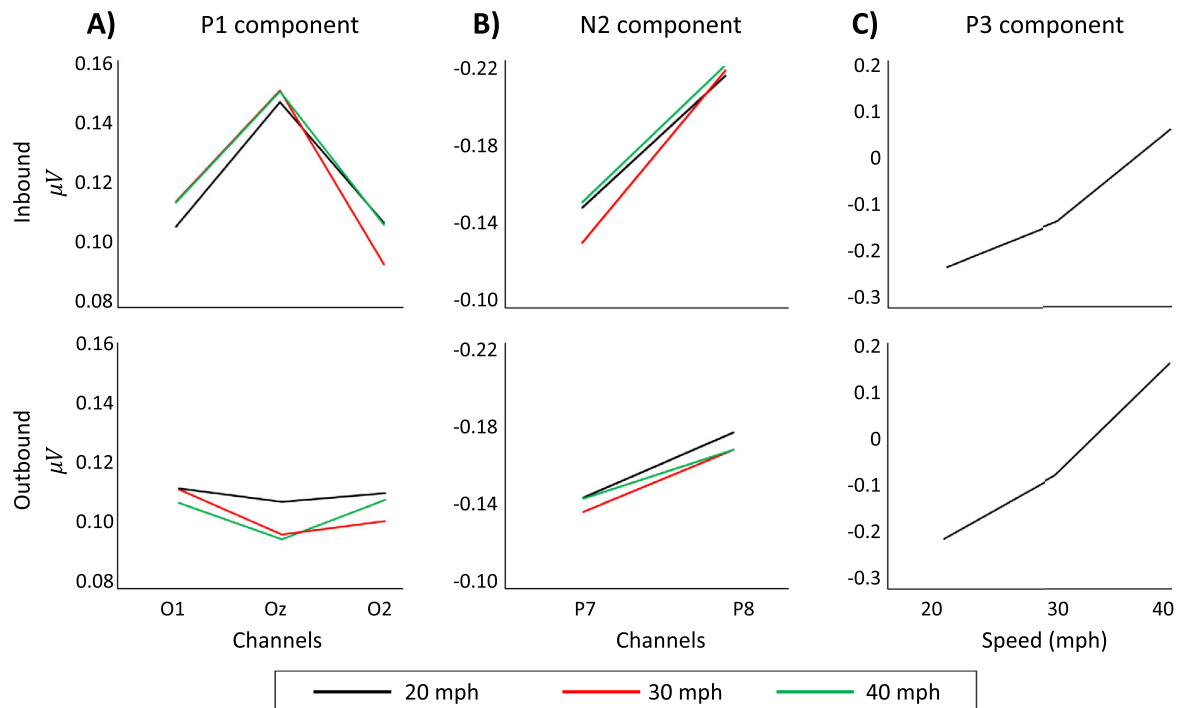 A) P1 component
B) N2 component
C) P3 component
Inbound
μV
0.16
0.14
0.12
0.10
0.08
-0.22
-0.18
-0.14
-0.10
0.2
0.1
0
-0.1
-0.2
-0.3
Outbound
μV
0.16
0.14
0.12
0.10
0.08
O1 Oz O2
Channels
-0.22
-0.18
-0.14
-0.10
P7 P8
Channels
0.2
0.1
0
-0.1
-0.2
-0.3
20 30 40
Speed (mph)
20 mph 30 mph 40 mph